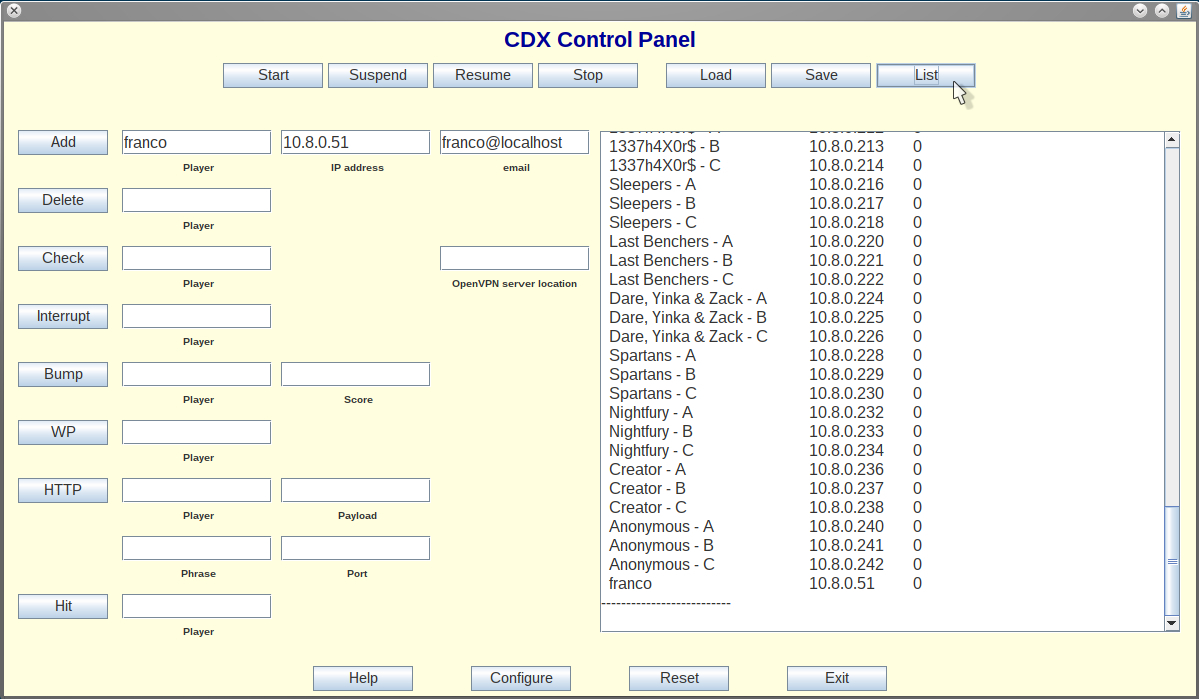 CDX Control Panel
Start Suspend Resume Stop Load Save List
Add franco 10.8.0.51 franco@localhost
Player IP address email
Delete
Player
Check
Player OpenVPN server location
Interrupt
Player
Bump
Player Score
WP
Player
HTTP
Player Payload
Phrase Port
Hit
Player
1337h4X0r$ - B 10.8.0.213 0
1337h4X0r$ - C 10.8.0.214 0
Sleepers - A 10.8.0.216 0
Sleepers - B 10.8.0.217 0
Sleepers - C 10.8.0.218 0
Last Benchers - A 10.8.0.220 0
Last Benchers - B 10.8.0.221 0
Last Benchers - C 10.8.0.222 0
Dare, Yinka & Zack - A 10.8.0.224 0
Dare, Yinka & Zack - B 10.8.0.225 0
Dare, Yinka & Zack - C 10.8.0.226 0
Spartans - A 10.8.0.228 0
Spartans - B 10.8.0.229 0
Spartans - C 10.8.0.230 0
Nightfury - A 10.8.0.232 0
Nightfury - B 10.8.0.233 0
Nightfury - C 10.8.0.234 0
Creator - A 10.8.0.236 0
Creator - B 10.8.0.237 0
Creator - C 10.8.0.238 0
Anonymous - A 10.8.0.240 0
Anonymous - B 10.8.0.241 0
Anonymous - C 10.8.0.242 0
franco 10.8.0.51 0
--------------------------
Help Configure Reset Exit